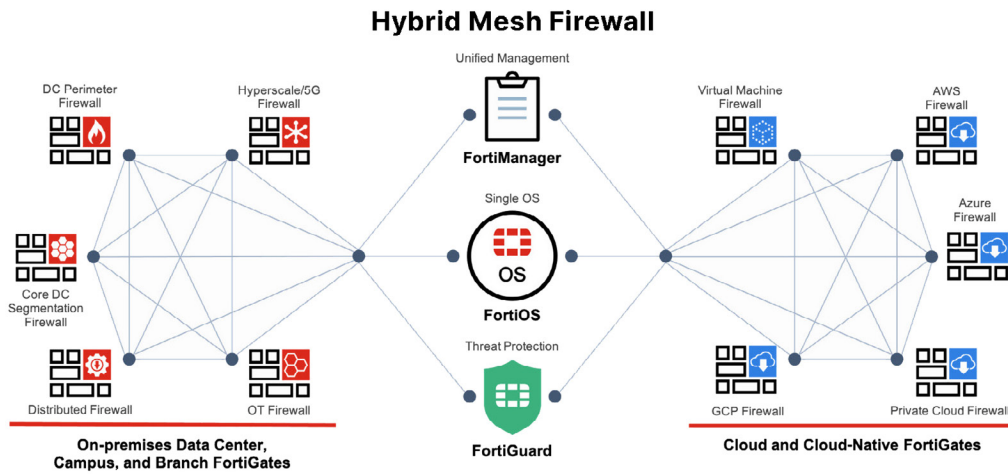 Hybrid Mesh Firewall
DC Perimeter
Firewall
Hyperscale/5G
Firewall
Core DC
Segmentation
Firewall
Distributed Firewall
OT Firewall
On-premises Data Center,
Campus, and Branch FortiGates
Unified Management
FortiManager
Single OS
OS
FortiOS
Threat Protection
FortiGuard
Virtual Machine
Firewall
AWS
Firewall
Azure
Firewall
GCP Firewall
Private Cloud Firewall
Cloud and Cloud-Native FortiGates